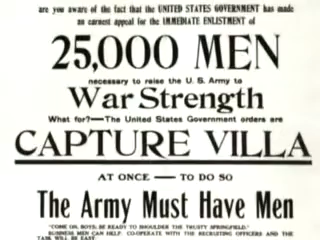 are you aware of the fact that the UNITED STATES GOVERNMENT has made
an earnest appeal for the IMMEDIATE ENLISTMENT of
25,000 MEN
necessary to raise the U. S. Army to
War Strength
What for?—The United States Government orders are
CAPTURE VILLA
AT ONCE — TO DO SO
The Army Must Have Men
"COME ON, BOYS, BE READY TO SHOULDER THE TRUSTY SPRINGFIELD."
BUSINESS MEN CAN HELP. CO-OPERATE WITH THE RECRUITING OFFICERS AND THE
TASK WILL BE EASY.